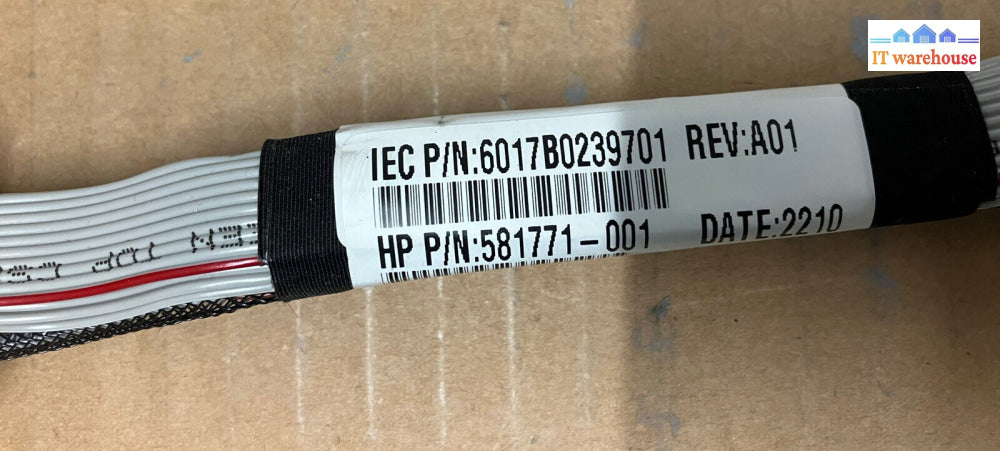 IT warehouse
IEC P/N:6017B0239701 REV:A01
HP P/N:581771-001 DATE:2210